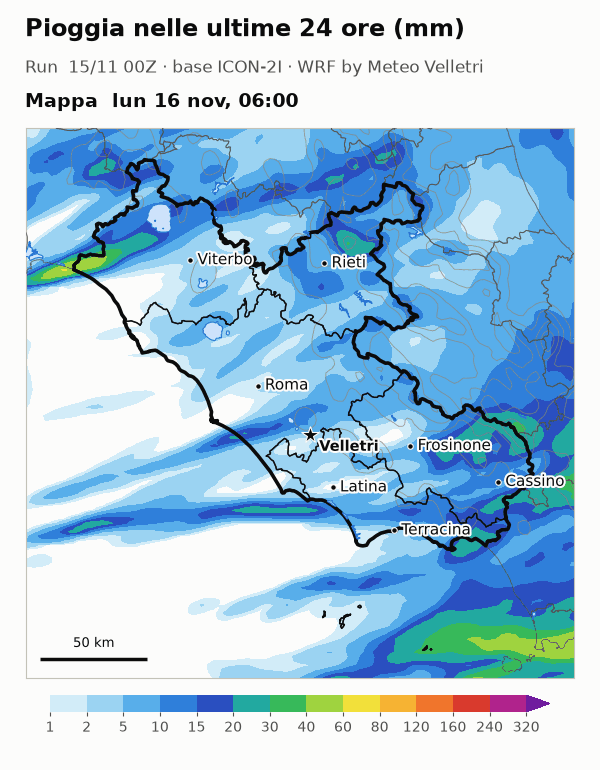 Pioggia nelle ultime 24 ore (mm)
Run  15/11 00Z · base ICON-2I · WRF by Meteo Velletri
Mappa  lun 16 nov, 06:00
Viterbo
Rieti
Roma
Velletri
Frosinone
Cassino
Latina
Terracina
50 km
1 2 5 10 15 20 30 40 60 80 120 160 240 320